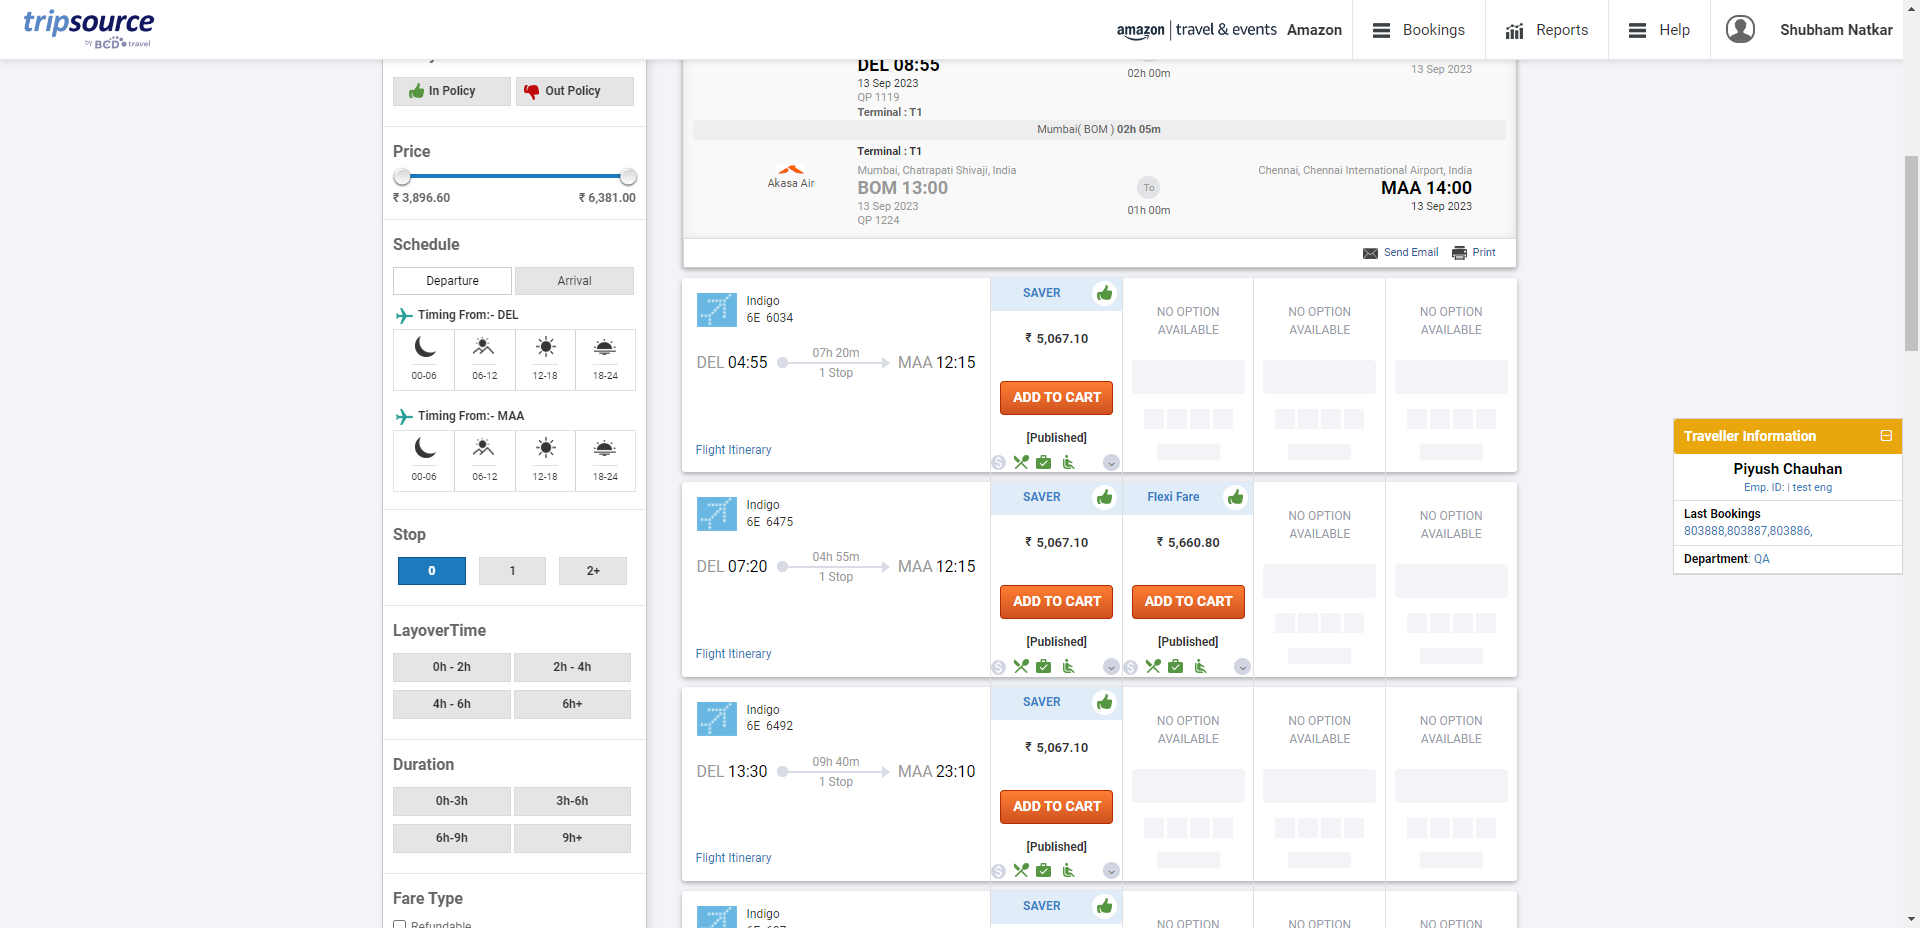 tripsource
by BCD travel
amazon | travel & events Amazon
Bookings
Reports
Help
Shubham Natkar
In Policy
Out Policy
Price
₹ 3,896.60
₹ 6,381.00
Schedule
Departure
Arrival
Timing From:- DEL
00-06
06-12
12-18
18-24
Timing From:- MAA
00-06
06-12
12-18
18-24
Stop
0
1
2+
LayoverTime
0h - 2h
2h - 4h
4h - 6h
6h+
Duration
0h-3h
3h-6h
6h-9h
9h+
Fare Type
Refundable
DEL 08:55
13 Sep 2023
QP 1119
Terminal : T1
02h 00m
13 Sep 2023
Mumbai( BOM ) 02h 05m
Akasa Air
Terminal : T1
Mumbai, Chatrapati Shivaji, India
BOM 13:00
13 Sep 2023
QP 1224
To
01h 00m
Chennai, Chennai International Airport, India
MAA 14:00
13 Sep 2023
Send Email
Print
Indigo
6E 6034
DEL 04:55
07h 20m
1 Stop
MAA 12:15
Flight Itinerary
SAVER
₹ 5,067.10
ADD TO CART
[Published]
NO OPTION
AVAILABLE
NO OPTION
AVAILABLE
NO OPTION
AVAILABLE
Indigo
6E 6475
DEL 07:20
04h 55m
1 Stop
MAA 12:15
Flight Itinerary
SAVER
₹ 5,067.10
ADD TO CART
[Published]
Flexi Fare
₹ 5,660.80
ADD TO CART
[Published]
NO OPTION
AVAILABLE
NO OPTION
AVAILABLE
Indigo
6E 6492
DEL 13:30
09h 40m
1 Stop
MAA 23:10
Flight Itinerary
SAVER
₹ 5,067.10
ADD TO CART
[Published]
NO OPTION
AVAILABLE
NO OPTION
AVAILABLE
NO OPTION
AVAILABLE
Indigo
SAVER
NO OPTION
NO OPTION
NO OPTION
Traveller Information
Piyush Chauhan
Emp. ID: | test eng
Last Bookings
803888,803887,803886,
Department: QA